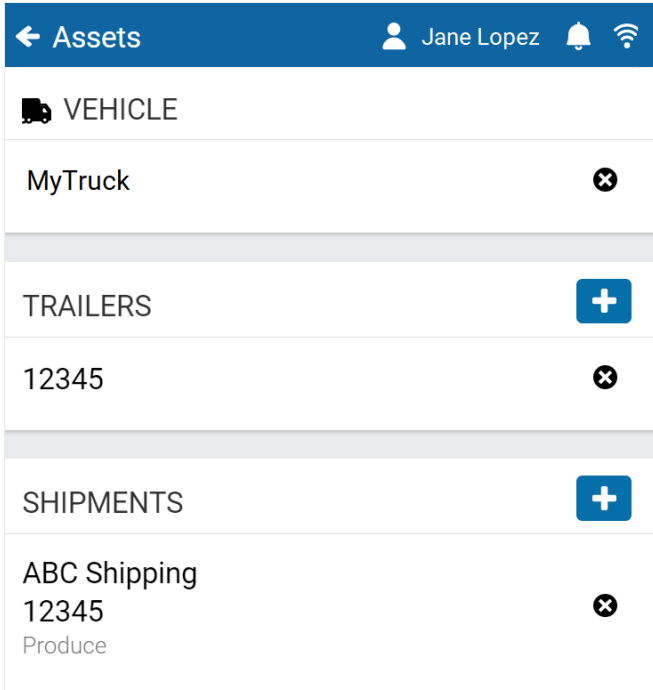 Assets
Jane Lopez
VEHICLE
MyTruck
TRAILERS
12345
SHIPMENTS
ABC Shipping
12345
Produce